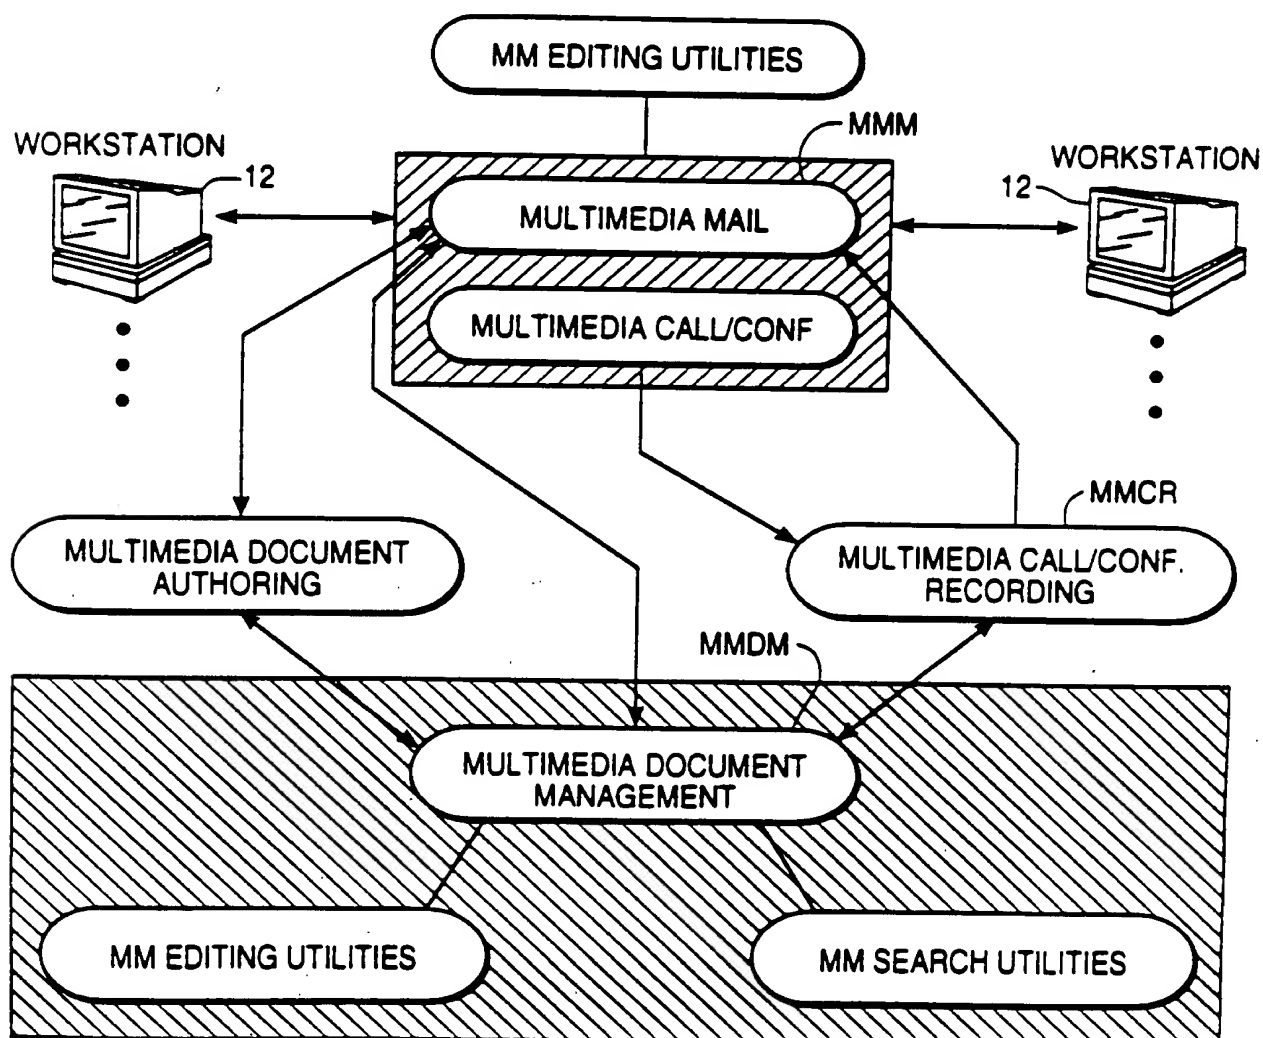 MM EDITING UTILITIES
MMM
WORKSTATION
12
WORKSTATION
12
MULTIMEDIA MAIL
MULTIMEDIA CALL/CONF
MMCR
MULTIMEDIA DOCUMENT
AUTHORING
MULTIMEDIA CALL/CONF.
RECORDING
MMDM
MULTIMEDIA DOCUMENT
MANAGEMENT
MM EDITING UTILITIES
MM SEARCH UTILITIES